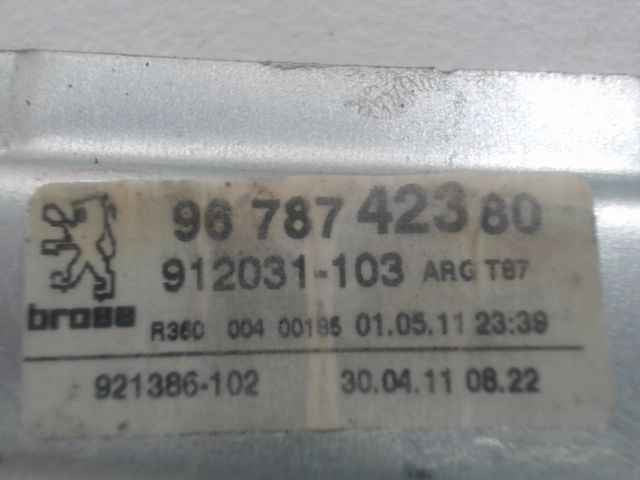 96 787 423 80
912031-103 ARG T87
brose
R360 004 00185 01.05.11 23:39
921386-102 30.04.11 08.22